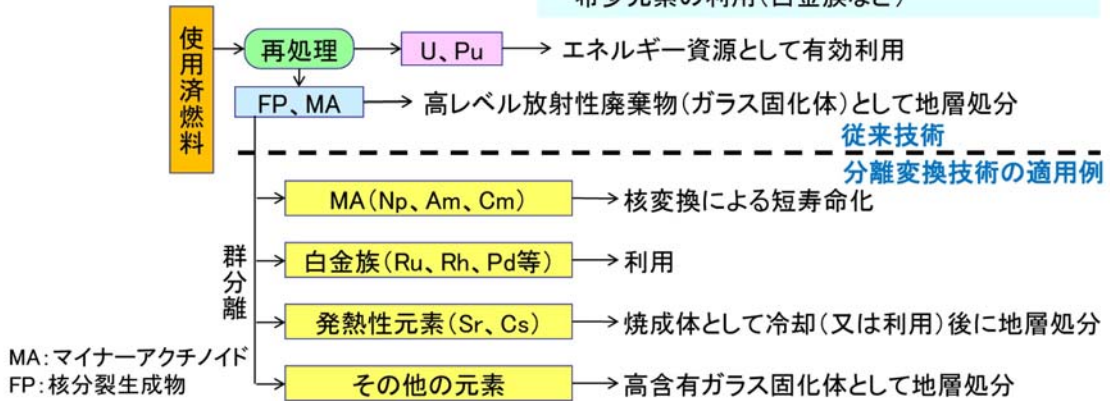 使用済燃料
再処理
U、Pu
エネルギー資源として有効利用
FP、MA
高レベル放射性廃棄物(ガラス固化体)として地層処分
従来技術
分離変換技術の適用例
群分離
MA(Np、Am、Cm)
核変換による短寿命化
白金族(Ru、Rh、Pd等)
利用
発熱性元素(Sr、Cs)
焼成体として冷却(又は利用)後に地層処分
MA:マイナーアクチノイド
FP:核分裂生成物
その他の元素
高含有ガラス固化体として地層処分